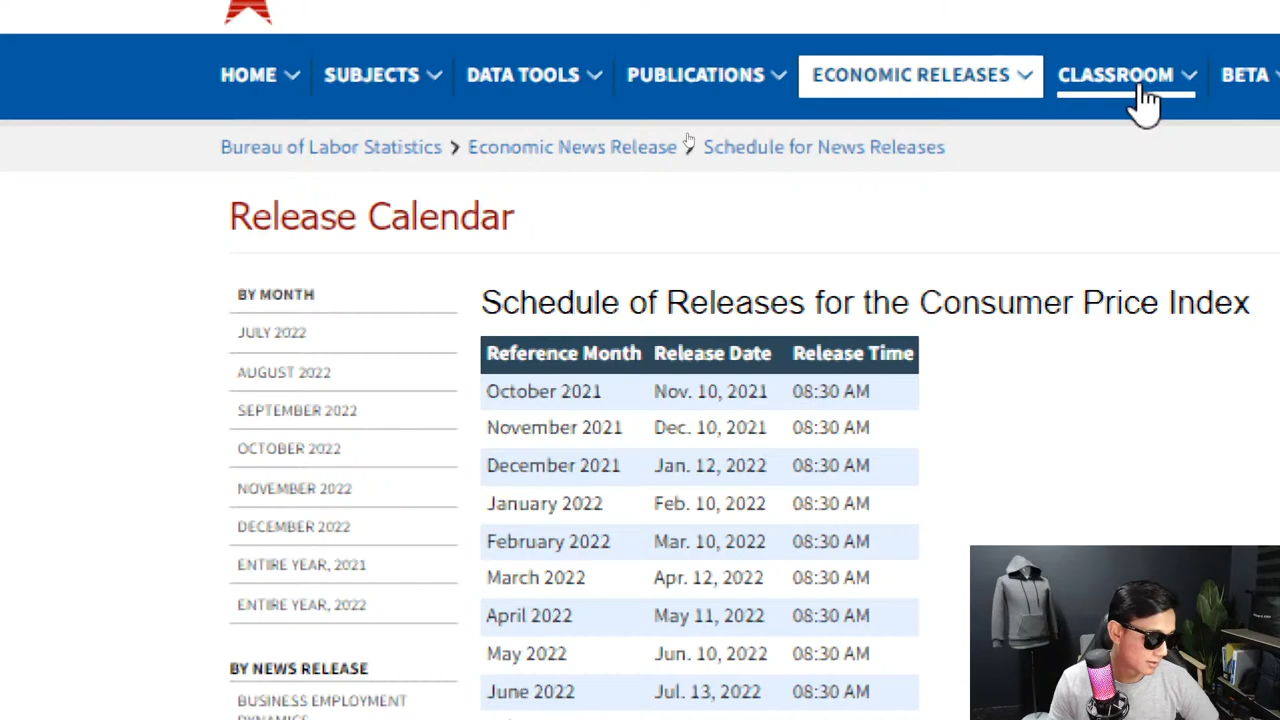 HOME SUBJECTS DATA TOOLS PUBLICATIONS ECONOMIC RELEASES CLASSROOM BETA
Bureau of Labor Statistics Economic News Release Schedule for News Releases
Release Calendar
BY MONTH
JULY 2022
AUGUST 2022
SEPTEMBER 2022
OCTOBER 2022
NOVEMBER 2022
DECEMBER 2022
ENTIRE YEAR, 2021
ENTIRE YEAR, 2022
BY NEWS RELEASE
BUSINESS EMPLOYMENT
DYNAMICS
Schedule of Releases for the Consumer Price Index
Reference Month Release Date Release Time
October 2021 Nov. 10, 2021 08:30 AM
November 2021 Dec. 10, 2021 08:30 AM
December 2021 Jan. 12, 2022 08:30 AM
January 2022 Feb. 10, 2022 08:30 AM
February 2022 Mar. 10, 2022 08:30 AM
March 2022 Apr. 12, 2022 08:30 AM
April 2022 May 11, 2022 08:30 AM
May 2022 Jun. 10, 2022 08:30 AM
June 2022 Jul. 13, 2022 08:30 AM